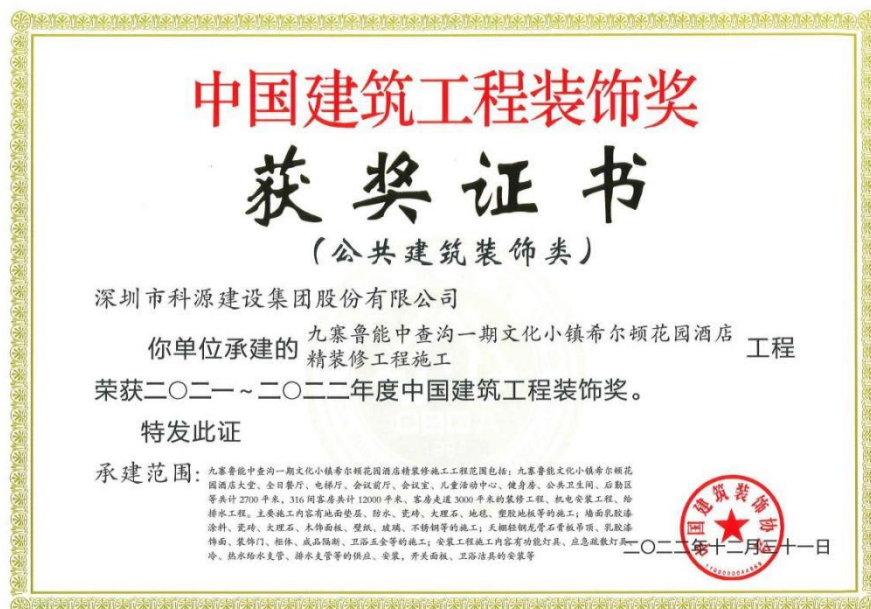 中国建筑工程装饰奖
获奖证书
(公共建筑装饰类)
深圳市科源建设集团股份有限公司
你单位承建的 九寨鲁能中查沟一期文化小镇希尔顿花园酒店
精装修工程施工 工程
荣获二〇二一~二〇二二年度中国建筑工程装饰奖。
特发此证
承建范围: 九寨鲁能中查沟一期文化小镇希尔顿花园酒店精装修施工工程范围包括:九寨鲁能文化小镇希尔顿花
园酒店大堂、全日餐厅、电梯厅、会议前厅、会议室、儿童活动中心、健身房、公共卫生间、后勤区
等共计2700平米,316间客房共计12000平米、客房走道3000平米的装修工程、机电安装工程、给
排水工程。主要施工内容有地面垫层、防水、瓷砖、大理石、地毯、塑胶地板等的施工;墙面乳胶漆
涂料、瓷砖、大理石、木饰面板、壁纸、玻璃、不锈钢等的施工;天棚轻钢龙骨石膏板吊顶、乳胶漆
饰面、装饰门、柜体、成品隔断、卫浴五金等的施工;安装工程施工内容有功能灯具、应急疏散灯具、
冷、热水给水支管、排水支管等的供应、安装,开关面板、卫浴洁具的安装等
中国建筑装饰协会
二〇二二年十二月三十一日